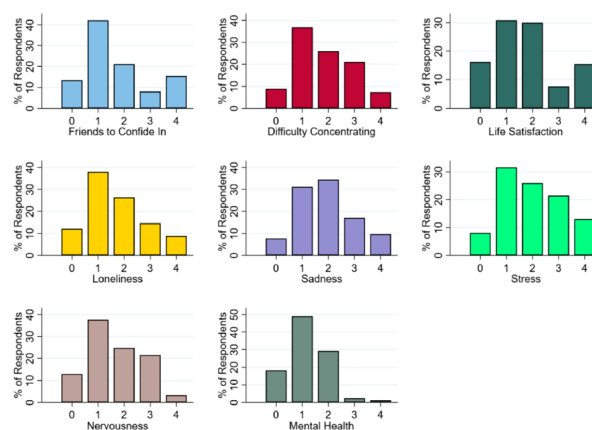 % of Respondents
0 10 20 30 40
0 1 2 3 4
Friends to Confide In
% of Respondents
0 10 20 30 40
0 1 2 3 4
Difficulty Concentrating
% of Respondents
0 10 20 30
0 1 2 3 4
Life Satisfaction
% of Respondents
0 10 20 30 40
0 1 2 3 4
Loneliness
% of Respondents
0 10 20 30 40
0 1 2 3 4
Sadness
% of Respondents
0 10 20 30
0 1 2 3 4
Stress
% of Respondents
0 10 20 30 40
0 1 2 3 4
Nervousness
% of Respondents
0 10 20 30 40 50
0 1 2 3 4
Mental Health